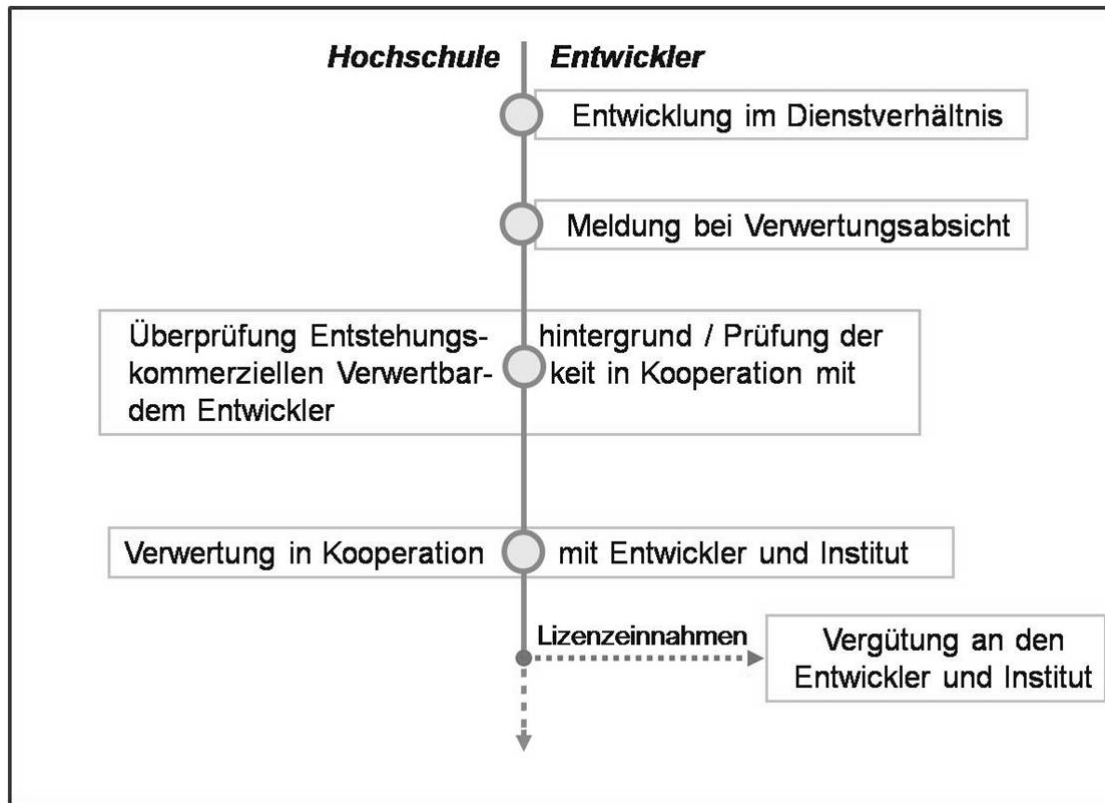 Hochschule Entwickler
Entwicklung im Dienstverhältnis
Meldung bei Verwertungsabsicht
Überprüfung Entstehungs- hintergrund / Prüfung der
kommerziellen Verwertbar- keit in Kooperation mit
dem Entwickler
Verwertung in Kooperation mit Entwickler und Institut
Lizenzeinnahmen
Vergütung an den
Entwickler und Institut